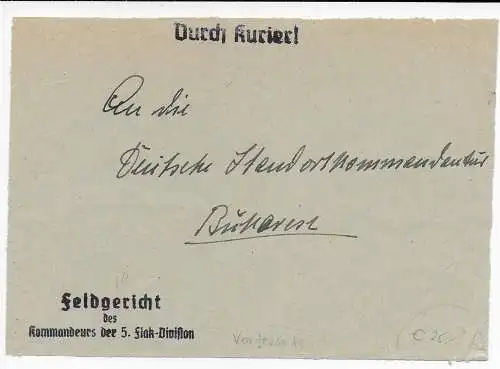 Durch Kurier!
An die
Deutsche Standortkommandantur
Bukarest
Feldgericht
des
Kommandeurs der 5. Flak-Division